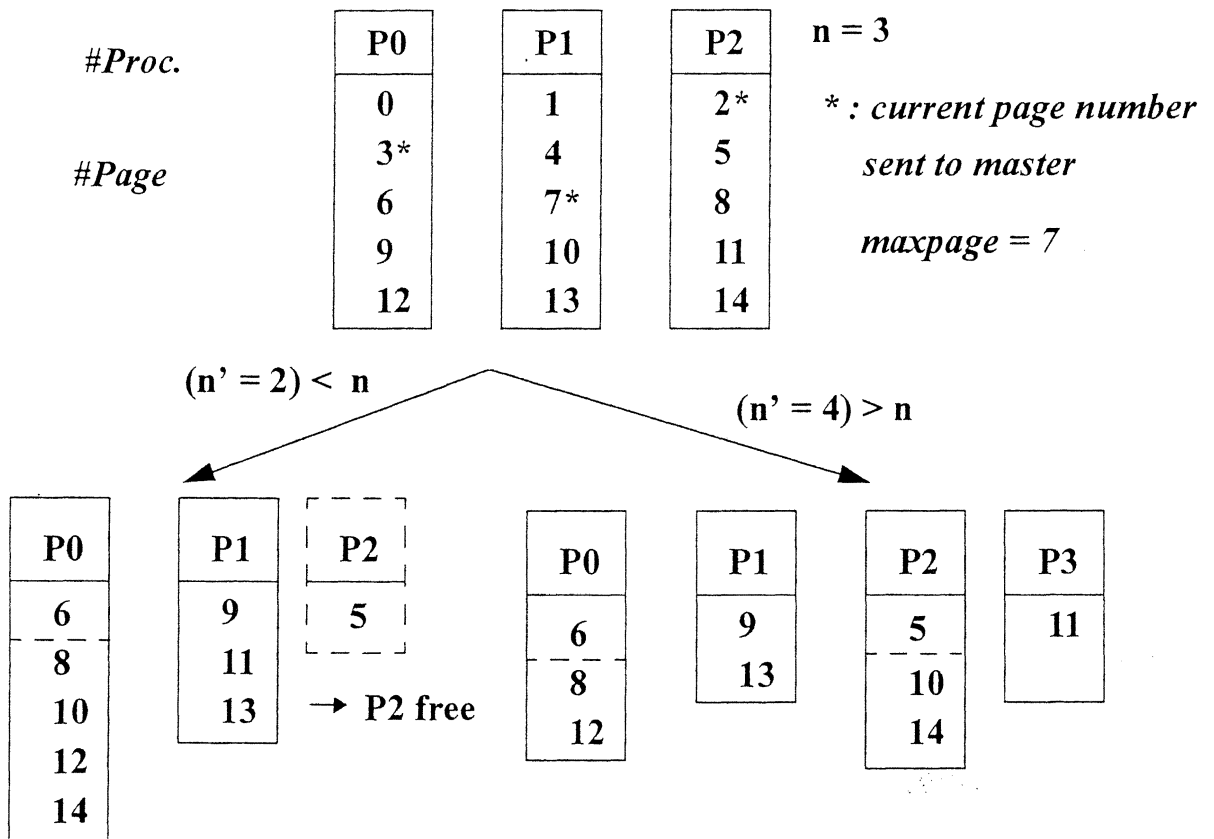 #Proc.
P0 P1 P2
n = 3
#Page
0 1 2*
3* 4 5
6 7* 8
9 10 11
12 13 14
* : current page number
sent to master
maxpage = 7
(n’ = 2) < n
(n’ = 4) > n
P0 P1 P2
6 9 5
8 11
10 13 → P2 free
12
14
P0 P1 P2 P3
6 9 5 11
8 13 10
12 14